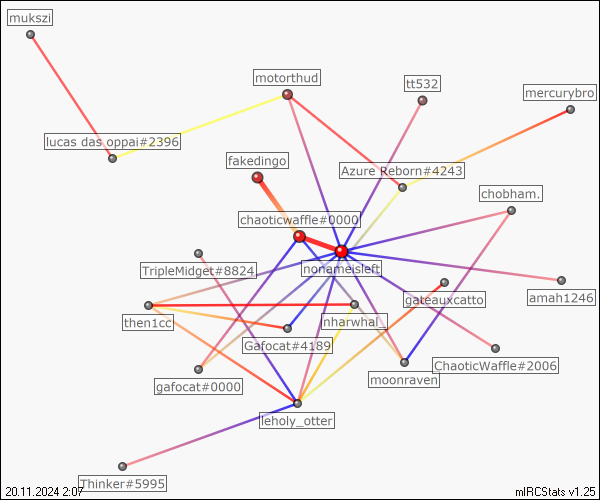 mukszi
motorthud
tt532
mercurybro
lucas das oppai#2396
fakedingo
Azure Reborn#4243
chobham.
chaoticwaffle#0000
TripleMidget#8824
nonameisleft
gateauxcatto
amah1246
then1cc
nharwhal_
Gafocat#4189
ChaoticWaffle#2006
gafocat#0000
moonraven
leholy_otter
Thinker#5995
20.11.2024 2:07
mIRCStats v1.25